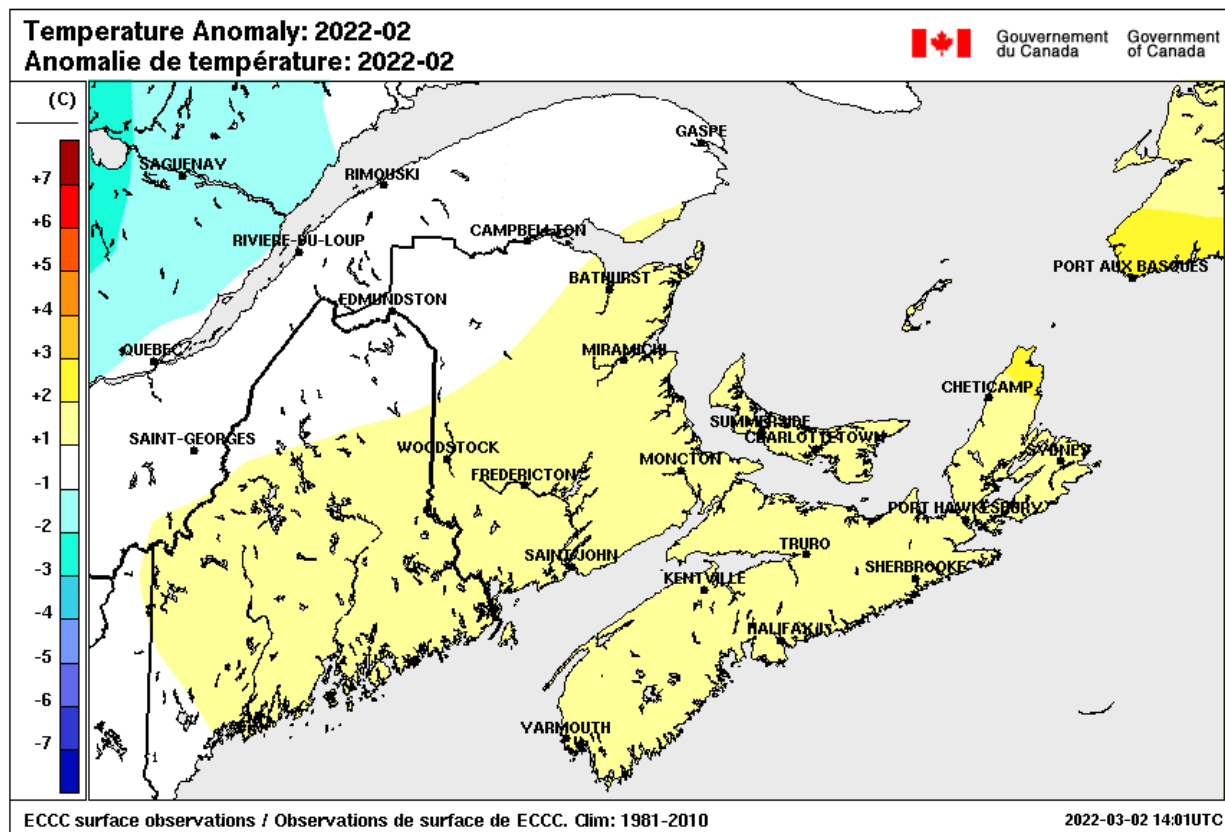 Temperature Anomaly: 2022-02
Anomalie de température: 2022-02
Gouvernement du Canada
Government of Canada
(C)
+7
+6
+5
+4
+3
+2
+1
-1
-2
-3
-4
-5
-6
-7
GASPE
SAGUENAY
RIMOUSKI
CAMPBELLTON
RIVIERE-DU-LOUP
PORT AUX BASQUES
BATHURST
EDMUNDSTON
QUEBEC
MIRAMICHI
CHETICAMP
SUMMERSIDE
CHARLOTTETOWN
SAINT-GEORGES
WOODSTOCK
MONCTON
SYDNEY
FREDERICTON
PORT HAWKESBURY
TRURO
SAINT JOHN
SHERBROOKE
KENTVILLE
HALIFAX
YARMOUTH
ECCC surface observations / Observations de surface de ECCC. Clim: 1981-2010
2022-03-02 14:01UTC